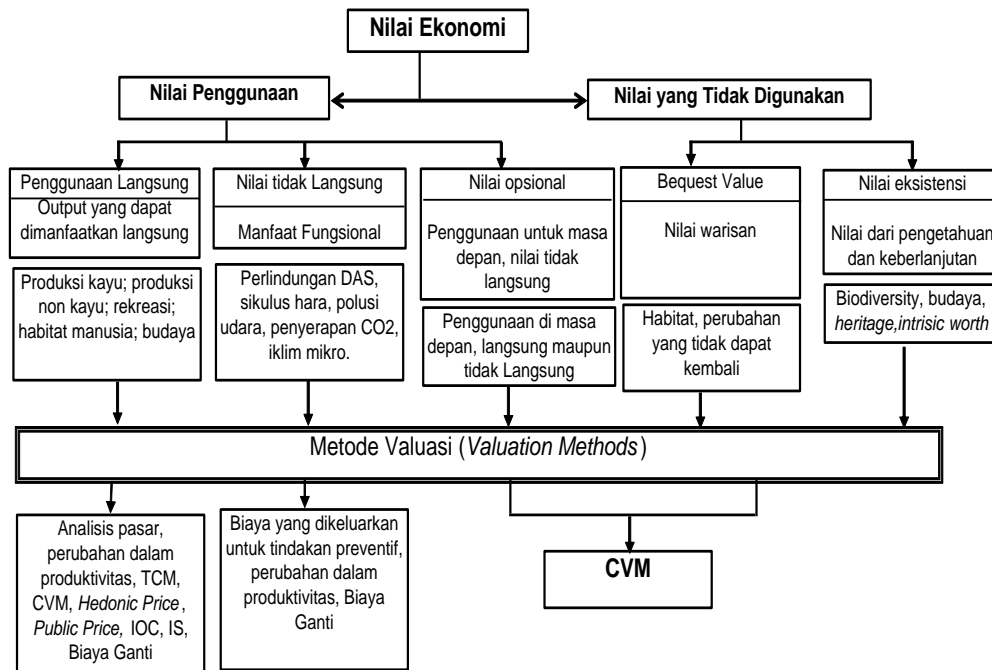 Nilai Ekonomi
Nilai Penggunaan
Nilai yang Tidak Digunakan
Penggunaan Langsung
Output yang dapat
dimanfaatkan langsung
Nilai tidak Langsung
Manfaat Fungsional
Nilai opsional
Penggunaan untuk masa
depan, nilai tidak
langsung
Bequest Value
Nilai warisan
Nilai eksistensi
Nilai dari pengetahuan
dan keberlanjutan
Produksi kayu; produksi
non kayu; rekreasi;
habitat manusia; budaya
Perlindungan DAS,
sikulus hara, polusi
udara, penyerapan CO2,
iklim mikro.
Penggunaan di masa
depan, langsung maupun
tidak Langsung
Habitat, perubahan
yang tidak dapat
kembali
Biodiversity, budaya,
heritage,intrisic worth
Metode Valuasi (Valuation Methods)
Analisis pasar,
perubahan dalam
produktivitas, TCM,
CVM, Hedonic Price,
Public Price, IOC, IS,
Biaya Ganti
Biaya yang dikeluarkan
untuk tindakan preventif,
perubahan dalam
produktivitas, Biaya
Ganti
CVM